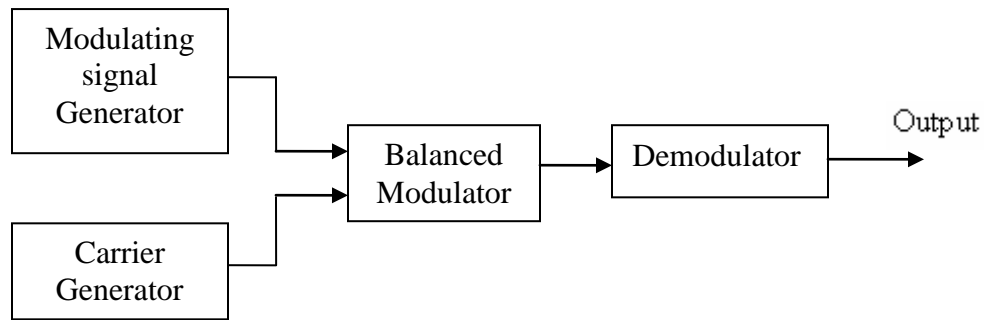 Modulating
signal
Generator
Carrier
Generator
Balanced
Modulator
Demodulator
Output